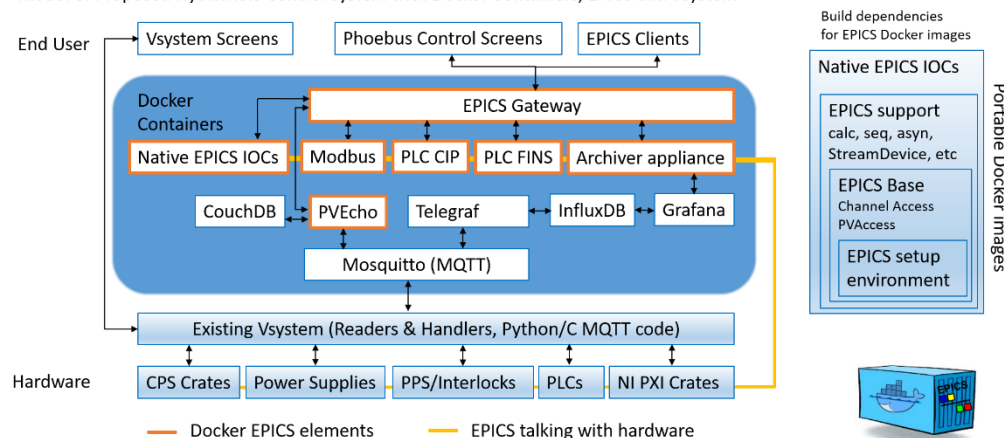 End User
Vsystem Screens
Phoebus Control Screens
EPICS Clients
Docker
Containers
EPICS Gateway
Native EPICS IOCs
Modbus
PLC CIP
PLC FINS
Archiver appliance
CouchDB
PVEcho
Telegraf
InfluxDB
Grafana
Mosquitto (MQTT)
Existing Vsystem (Readers & Handlers, Python/C MQTT code)
Hardware
CPS Crates
Power Supplies
PPS/Interlocks
PLCs
NI PXI Crates
Docker EPICS elements
EPICS talking with hardware
Build dependencies
for EPICS Docker images
Native EPICS IOCs
EPICS support
calc, seq, asyn,
StreamDevice, etc
EPICS Base
Channel Access
PVAccess
EPICS setup
environment
Portable Docker images
EPICS